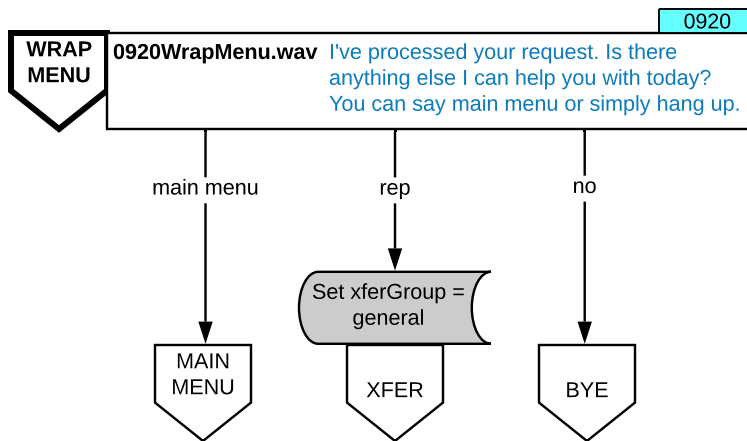 0920
WRAP
MENU
0920WrapMenu.wav
I've processed your request. Is there
anything else I can help you with today?
You can say main menu or simply hang up.
main menu
rep
no
Set xferGroup =
general
MAIN
MENU
XFER
BYE